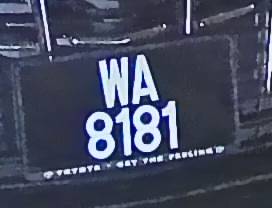 WA
8181
TOYOTA - GET THE FEELING